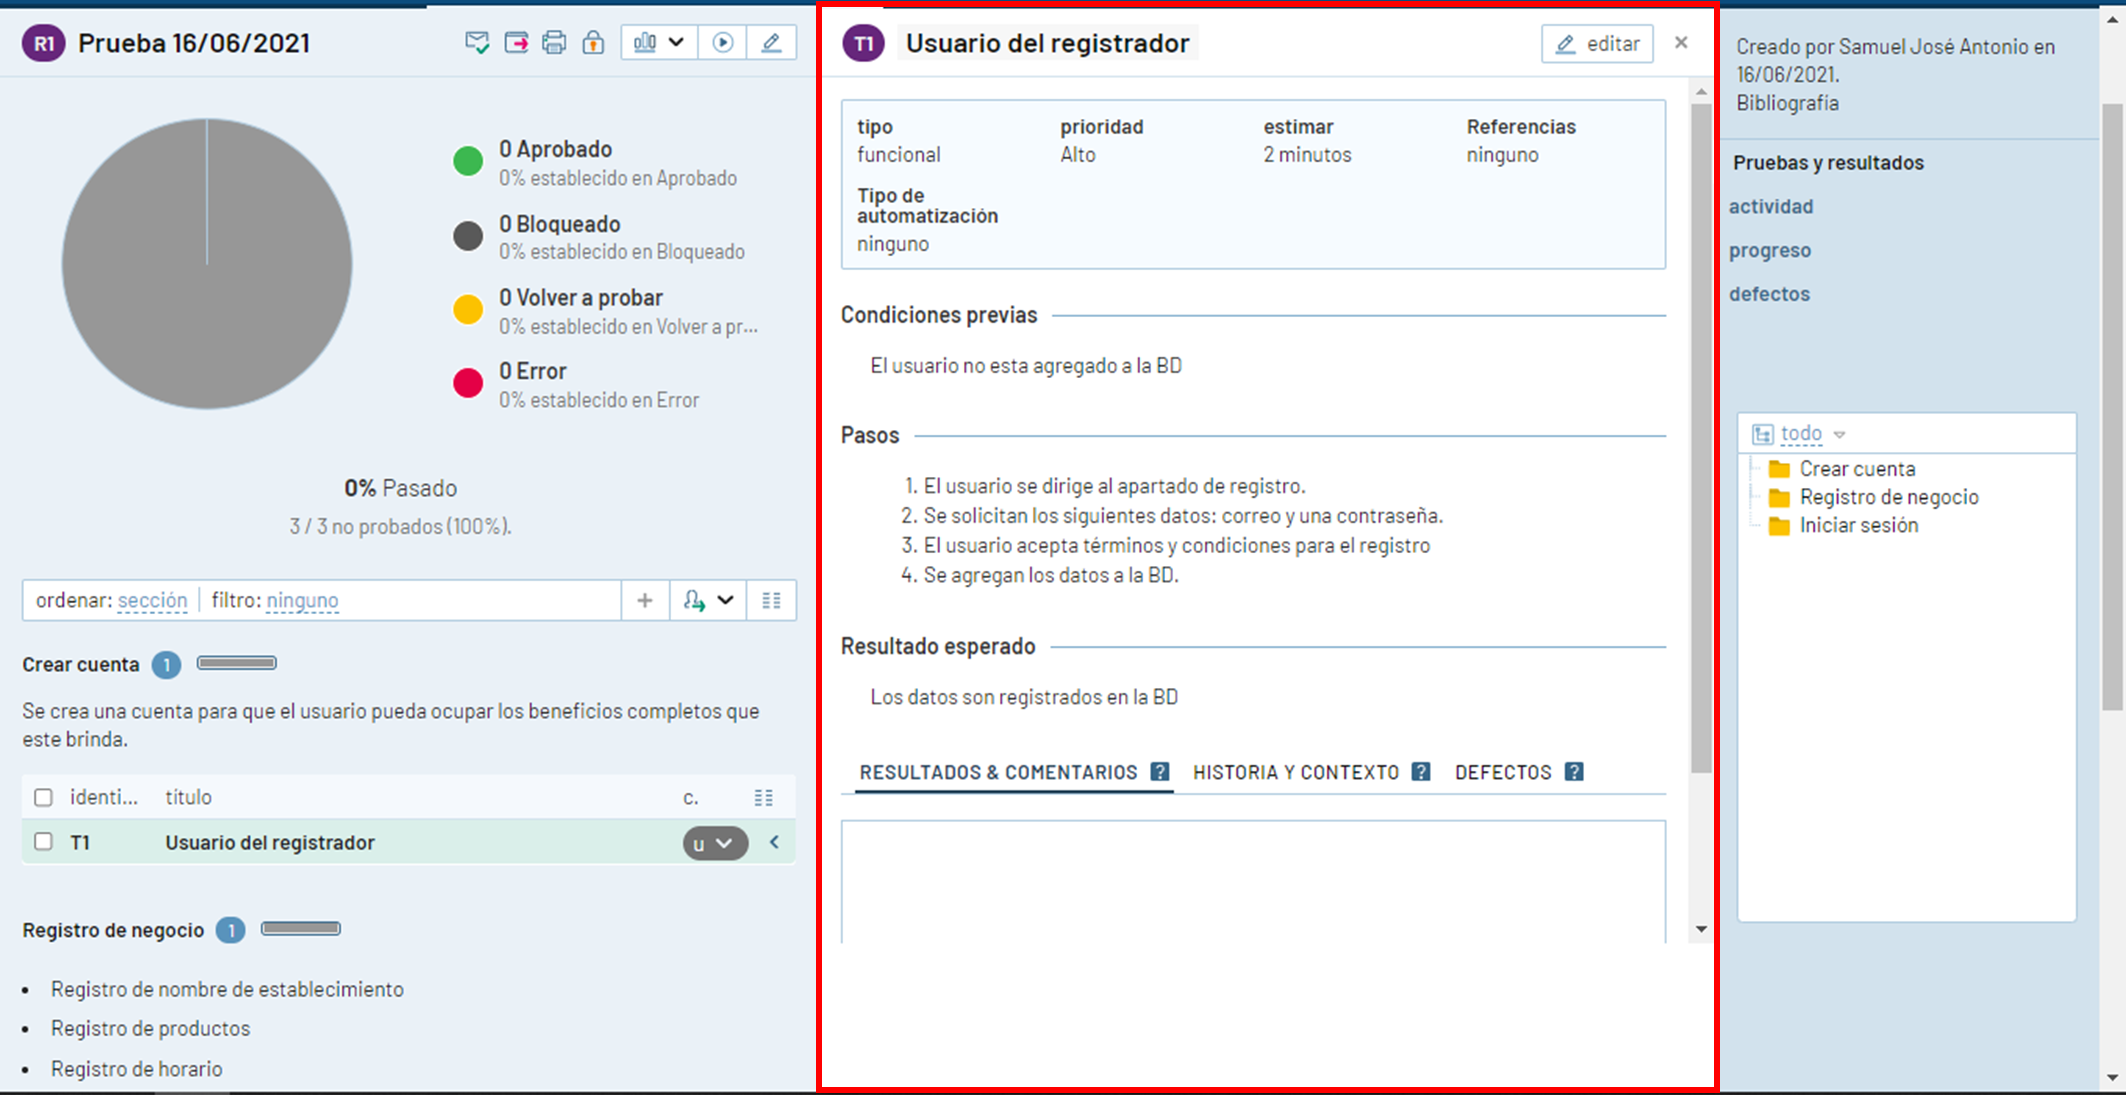 R1 Prueba 16/06/2021
0 Aprobado
0% establecido en Aprobado
0 Bloqueado
0% establecido en Bloqueado
0 Volver a probar
0% establecido en Volver a pr...
0 Error
0% establecido en Error
0% Pasado
3 / 3 no probados (100%).
ordenar: sección filtro: ninguno
Crear cuenta 1
Se crea una cuenta para que el usuario pueda ocupar los beneficios completos que
este brinda.
identi... título c.
T1 Usuario del registrador u
Registro de negocio 1
• Registro de nombre de establecimiento
• Registro de productos
• Registro de horario
T1 Usuario del registrador editar ×
tipo prioridad estimar Referencias
funcional Alto 2 minutos ninguno
Tipo de
automatización
ninguno
Condiciones previas
El usuario no esta agregado a la BD
Pasos
1. El usuario se dirige al apartado de registro.
2. Se solicitan los siguientes datos: correo y una contraseña.
3. El usuario acepta términos y condiciones para el registro
4. Se agregan los datos a la BD.
Resultado esperado
Los datos son registrados en la BD
RESULTADOS & COMENTARIOS ? HISTORIA Y CONTEXTO ? DEFECTOS ?
Creado por Samuel José Antonio en
16/06/2021.
Bibliografía
Pruebas y resultados
actividad
progreso
defectos
todo
Crear cuenta
Registro de negocio
Iniciar sesión